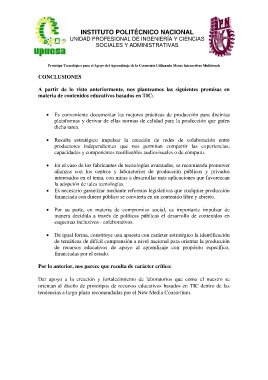 INSTITUTO POLITÉCNICO NACIONAL
UNIDAD PROFESIONAL DE INGENIERÍA Y CIENCIAS
SOCIALES Y ADMINISTRATIVAS
upiicsa
Prototipo Tecnológico para el Apoyo del Aprendizaje de la Geometría Utilizando Mesas Interactivas Multitouch
CONCLUSIONES
A partir de lo visto anteriormente, nos planteamos las siguientes premisas en
materia de contenidos educativos basados en TIC:
• Es conveniente documentar las mejores prácticas de producción para distintas
plataformas y derivar de ellas normas de calidad para la producción que guíen
dicha tarea.
• Resulta estratégico impulsar la creación de redes de colaboración entre
productores independientes que nos permitan compartir las experiencias,
capacidades y componentes reutilizables audiovisuales o de cómputo.
• En el caso de los fabricantes de tecnologías avanzadas, se recomienda promover
alianzas con los centros y laboratorios de producción públicos y privados
interesados en el tema, con miras a desarrollar más aplicaciones que favorezcan
la adopción de tales tecnologías.
• Es necesario garantizar mediante reformas legislativas que cualquier producción
financiada con dinero público se convierta en un contenido libre y abierto.
• Por su parte, en materia de compromiso social, es importante impulsar de
manera decidida a través de políticas públicas el desarrollo de contenidos en
esquemas inclusivos - colaborativos.
• De igual forma, constituye una apuesta con carácter estratégico la identificación
de temáticas de difícil comprensión a nivel nacional para orientar la producción
de recursos educativos de apoyo al aprendizaje con propósito específico,
financiadas por el estado.
Por lo anterior, nos parece que resulta de carácter crítico:
Dar apoyo a la creación y fortalecimiento de laboratorios que como el nuestro se
orientan al diseño de prototipos de recursos educativos basados en TIC dentro de las
tendencias a largo plazo recomendadas por el New Media Consortium.